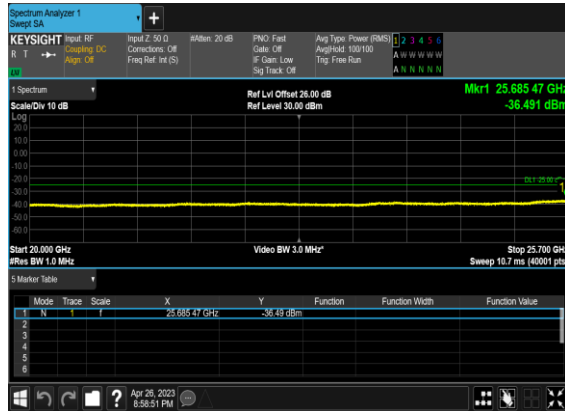 Spectrum Analyzer 1
Swept SA
+
KEYSIGHT Input: RF Input Z: 50 Ω #Atten: 20 dB PNO: Fast Avg Type: Power (RMS) 1 2 3 4 5 6
R T Coupling: DC Corrections: Off Gate: Off Avg|Hold: 100/100 A W W W W W
Align: Off Freq Ref: Int (S) IF Gain: Low Trig: Free Run
Sig Track: Off A N N N N N
1 Spectrum Ref Lvl Offset 26.00 dB Mkr1 25.685 47 GHz
Scale/Div 10 dB Ref Level 30.00 dBm -36.491 dBm
Log
20.0
10.0
0.00
-10.0
-20.0 DL1 -25.00
-30.0 1
-40.0
-50.0
-60.0
Start 20.000 GHz Video BW 3.0 MHz* Stop 25.700 GHz
#Res BW 1.0 MHz Sweep 10.7 ms (40001 pts
5 Marker Table
Mode Trace Scale X Y Function Function Width Function Value
1 N 1 f 25.685 47 GHz -36.49 dBm
2
3
4
5
6
? Apr 26, 2023
8:58:51 PM